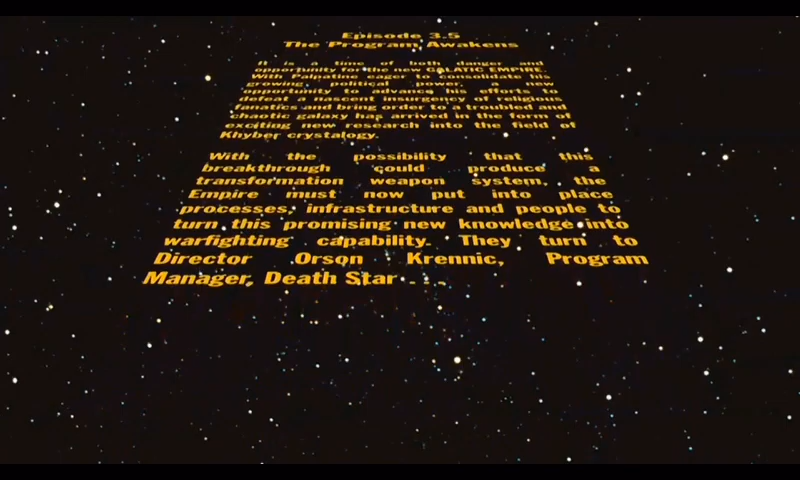 Episode 3.5
The Program Awakens
It is a time of both danger and
opportunity for the new GALACTIC EMPIRE.
With Palpatine eager to consolidate his
growing political power, a new
opportunity to advance his efforts to
defeat a nascent insurgency of religious
fanatics and bring order to a troubled and
chaotic galaxy has arrived in the form of
exciting new research into the field of
Khyber crystalogy.
With the possibility that this
breakthrough could produce a
transformation weapon system, the
Empire must now put into place
processes, infrastructure and people to
turn this promising new knowledge into
warfighting capability. They turn to
Director Orson Krennic, Program
Manager, Death Star . . .